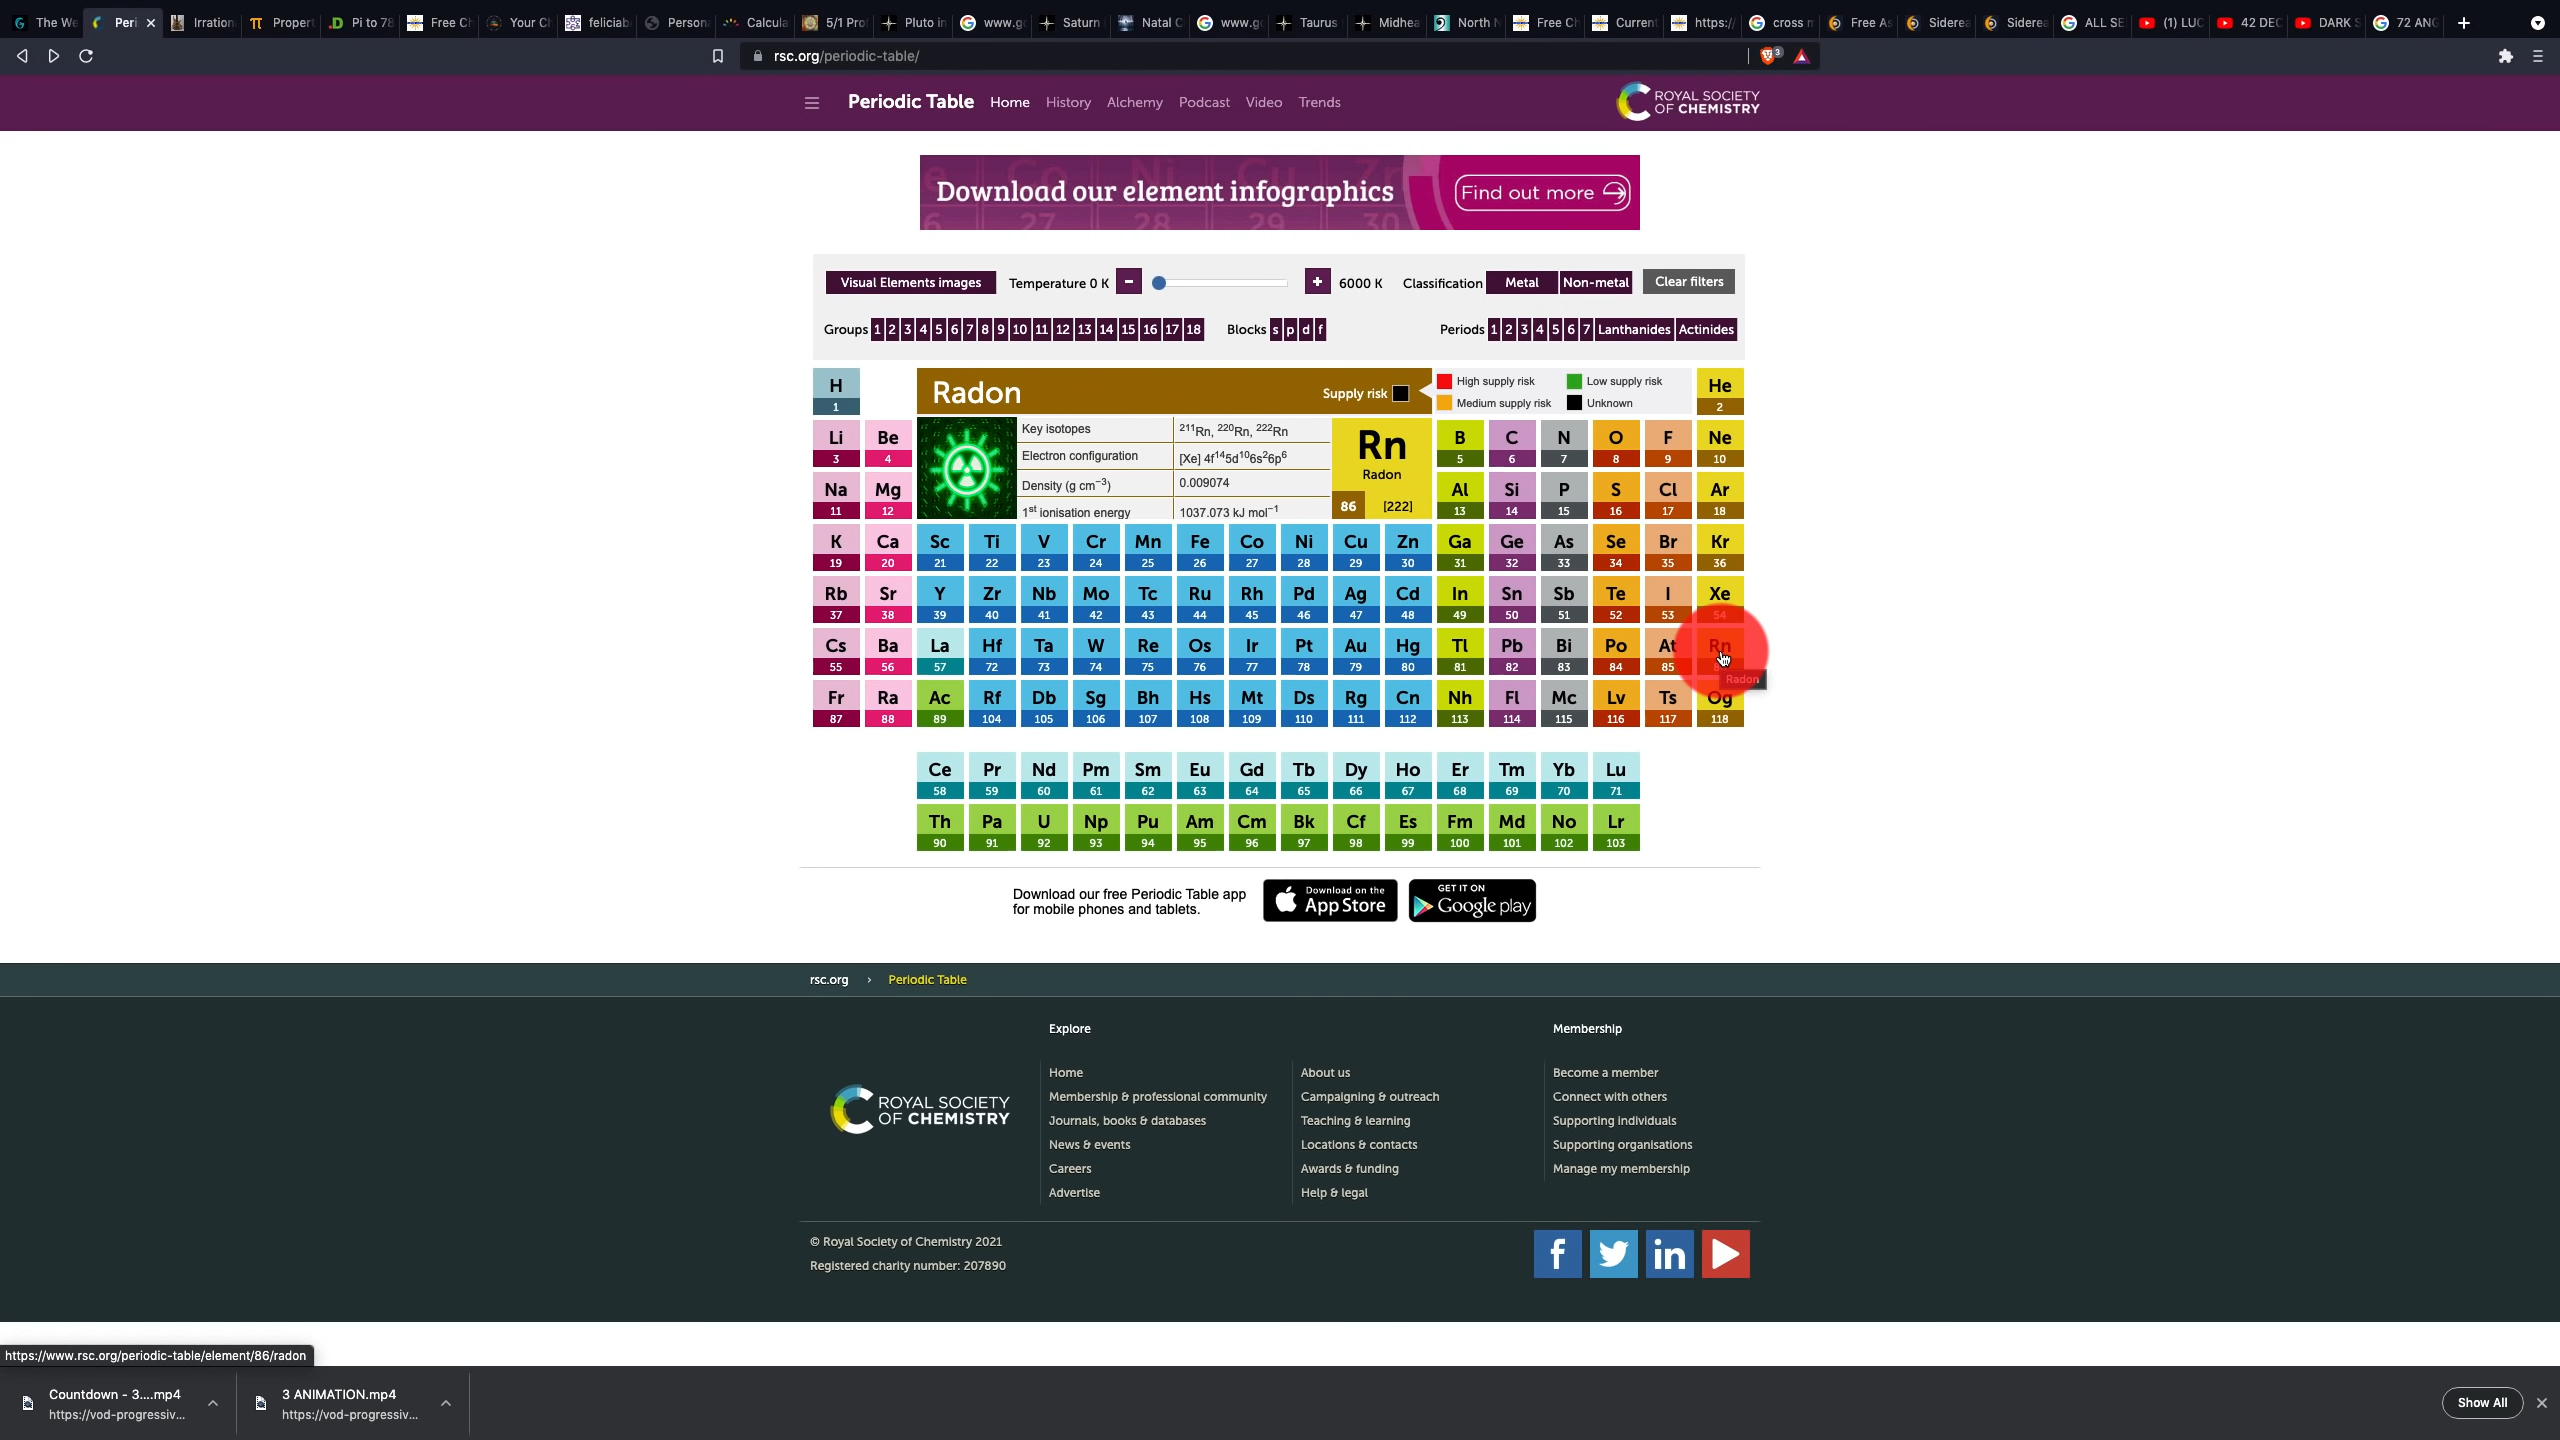 The We
Peri
Irration
Propert
Pi to 78
Free Ch
Your Ch
feliciab
Person
Calcula
5/1 Prof
Pluto in
www.go
Saturn
Natal C
www.go
Taurus
Midhea
North N
Free Ch
Current
https://
cross m
Free As
Siderea
Siderea
ALL SE
(1) LUC
42 DEC
DARK S
72 ANG
rsc.org/periodic-table/
3
Periodic Table Home History Alchemy Podcast Video Trends
ROYAL SOCIETY
OF CHEMISTRY
Download our element infographics
Find out more
Visual Elements images Temperature 0 K - + 6000 K Classification Metal Non-metal Clear filters
Groups 1 2 3 4 5 6 7 8 9 10 11 12 13 14 15 16 17 18 Blocks s p d f Periods 1 2 3 4 5 6 7 Lanthanides Actinides
H
1
Radon Supply risk
High supply risk Low supply risk
Medium supply risk Unknown
He
2
Key isotopes ²¹¹Rn, ²²⁰Rn, ²²²Rn
Electron configuration [Xe] 4f¹⁴5d¹⁰6s²6p⁶
Density (g cm⁻³) 0.009074
1ˢᵗ ionisation energy 1037.073 kJ mol⁻¹
Rn
Radon
86 [222]
Li Be B C N O F Ne
3 4 5 6 7 8 9 10
Na Mg Al Si P S Cl Ar
11 12 13 14 15 16 17 18
K Ca Sc Ti V Cr Mn Fe Co Ni Cu Zn Ga Ge As Se Br Kr
19 20 21 22 23 24 25 26 27 28 29 30 31 32 33 34 35 36
Rb Sr Y Zr Nb Mo Tc Ru Rh Pd Ag Cd In Sn Sb Te I Xe
37 38 39 40 41 42 43 44 45 46 47 48 49 50 51 52 53 54
Cs Ba La Hf Ta W Re Os Ir Pt Au Hg Tl Pb Bi Po At Rn
55 56 57 72 73 74 75 76 77 78 79 80 81 82 83 84 85
Radon
Fr Ra Ac Rf Db Sg Bh Hs Mt Ds Rg Cn Nh Fl Mc Lv Ts Og
87 88 89 104 105 106 107 108 109 110 111 112 113 114 115 116 117 118
Ce Pr Nd Pm Sm Eu Gd Tb Dy Ho Er Tm Yb Lu
58 59 60 61 62 63 64 65 66 67 68 69 70 71
Th Pa U Np Pu Am Cm Bk Cf Es Fm Md No Lr
90 91 92 93 94 95 96 97 98 99 100 101 102 103
Download our free Periodic Table app
for mobile phones and tablets.
Download on the
App Store
GET IT ON
Google play
rsc.org › Periodic Table
Explore
Membership
ROYAL SOCIETY
OF CHEMISTRY
Home
Membership & professional community
Journals, books & databases
News & events
Careers
Advertise
About us
Campaigning & outreach
Teaching & learning
Locations & contacts
Awards & funding
Help & legal
Become a member
Connect with others
Supporting individuals
Supporting organisations
Manage my membership
© Royal Society of Chemistry 2021
Registered charity number: 207890
https://www.rsc.org/periodic-table/element/86/radon
Countdown - 3....mp4
https://vod-progressiv...
3 ANIMATION.mp4
https://vod-progressiv...
Show All